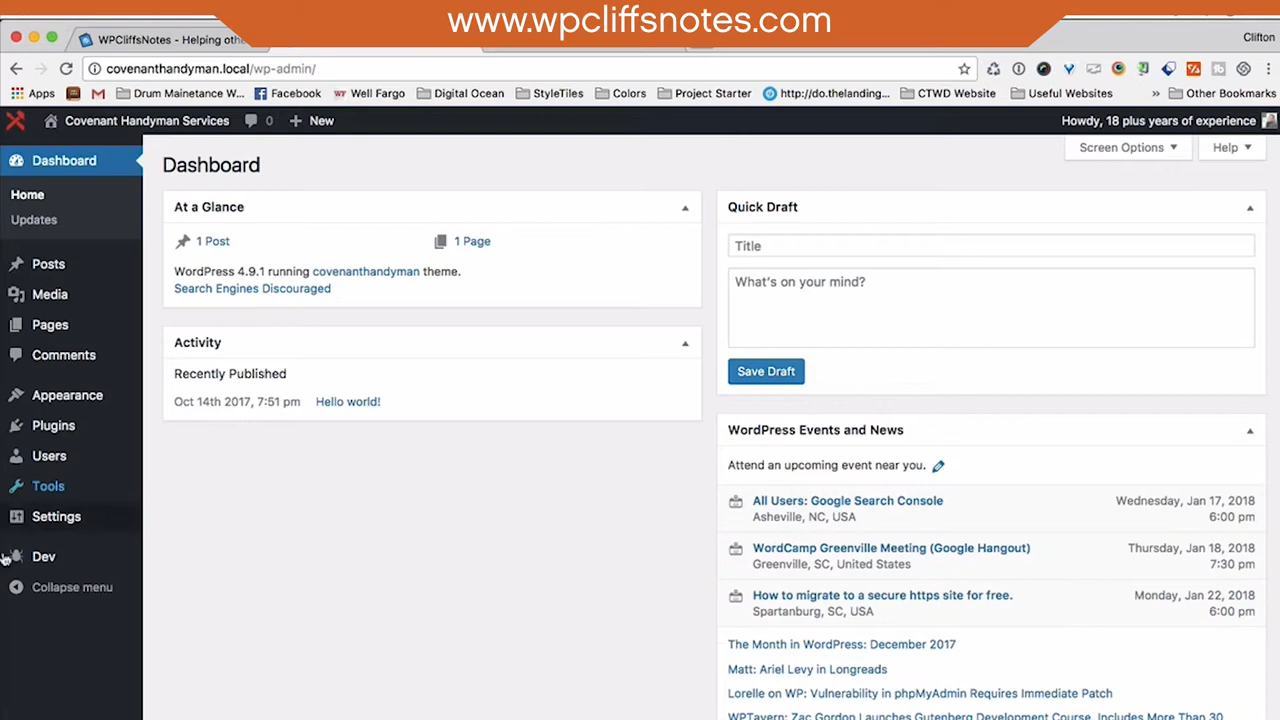 www.wpcliffsnotes.com
WPCliffsNotes - Helping othe
Clifton
covenanthandyman.local/wp-admin/
Apps Drum Mainetance W... Facebook Well Fargo Digital Ocean StyleTiles Colors Project Starter http://do.thelanding... CTWD Website Useful Websites » Other Bookmarks
Covenant Handyman Services 0 + New Howdy, 18 plus years of experience
Screen Options ▼ Help ▼
Dashboard
Home
Updates
Posts
Media
Pages
Comments
Appearance
Plugins
Users
Tools
Settings
Dev
Collapse menu
Dashboard
At a Glance
1 Post 1 Page
WordPress 4.9.1 running covenanthandyman theme.
Search Engines Discouraged
Activity
Recently Published
Oct 14th 2017, 7:51 pm Hello world!
Quick Draft
Title
What's on your mind?
Save Draft
WordPress Events and News
Attend an upcoming event near you.
All Users: Google Search Console Wednesday, Jan 17, 2018
Asheville, NC, USA 6:00 pm
WordCamp Greenville Meeting (Google Hangout) Thursday, Jan 18, 2018
Greenville, SC, United States 7:30 pm
How to migrate to a secure https site for free. Monday, Jan 22, 2018
Spartanburg, SC, USA 6:00 pm
The Month in WordPress: December 2017
Matt: Ariel Levy in Longreads
Lorelle on WP: Vulnerability in phpMyAdmin Requires Immediate Patch
WPTavern: Zac Gordon Launches Gutenberg Development Course, Includes More Than 30